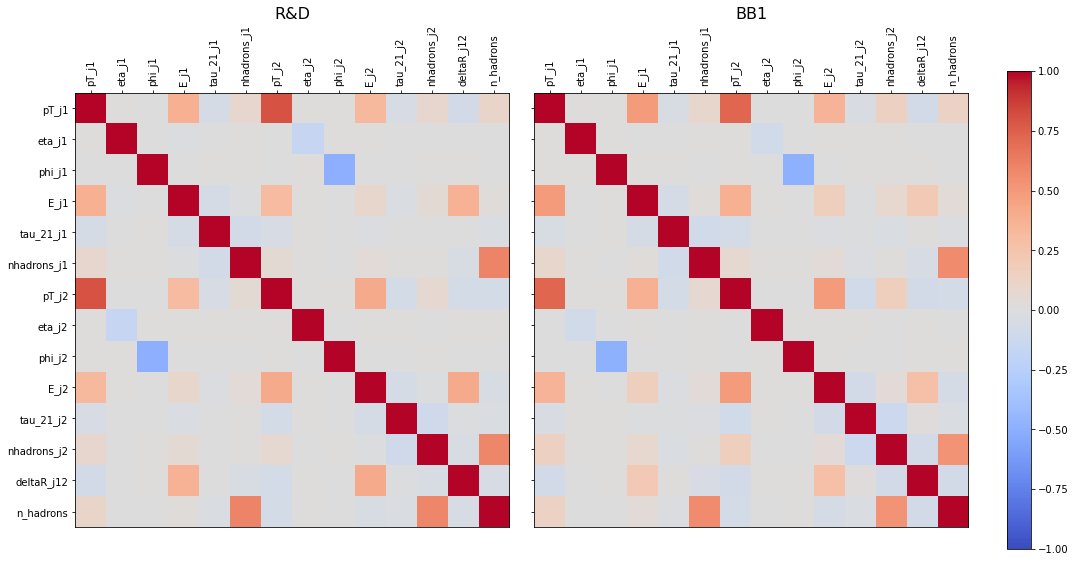 R&D
BB1
pT_j1
eta_j1
phi_j1
E_j1
tau_21_j1
nhadrons_j1
pT_j2
eta_j2
phi_j2
E_j2
tau_21_j2
nhadrons_j2
deltaR_j12
n_hadrons
pT_j1
eta_j1
phi_j1
E_j1
tau_21_j1
nhadrons_j1
pT_j2
eta_j2
phi_j2
E_j2
tau_21_j2
nhadrons_j2
deltaR_j12
n_hadrons
pT_j1
eta_j1
phi_j1
E_j1
tau_21_j1
nhadrons_j1
pT_j2
eta_j2
phi_j2
E_j2
tau_21_j2
nhadrons_j2
deltaR_j12
n_hadrons
1.00
0.75
0.50
0.25
0.00
−0.25
−0.50
−0.75
−1.00